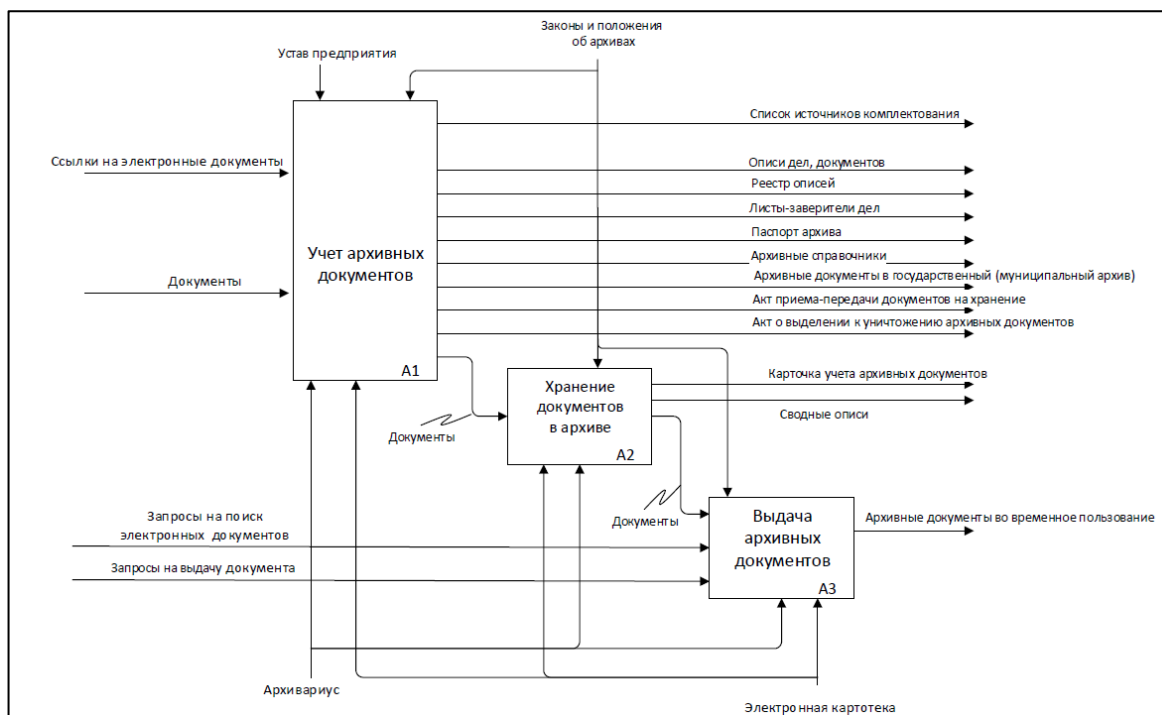 Законы и положения
об архивах
Устав предприятия
Список источников комплектования
Ссылки на электронные документы
Описи дел, документов
Реестр описей
Листы-заверители дел
Паспорт архива
Учет архивных
документов
Архивные справочники
Документы
Архивные документы в государственный (муниципальный архив)
Акт приема-передачи документов на хранение
Акт о выделении к уничтожению архивных документов
А1
Карточка учета архивных документов
Хранение
документов
в архиве
Сводные описи
Документы
А2
Документы
Запросы на поиск
электронных документов
Выдача
архивных
документов
Архивные документы во временное пользование
Запросы на выдачу документа
А3
Архивариус
Электронная картотека